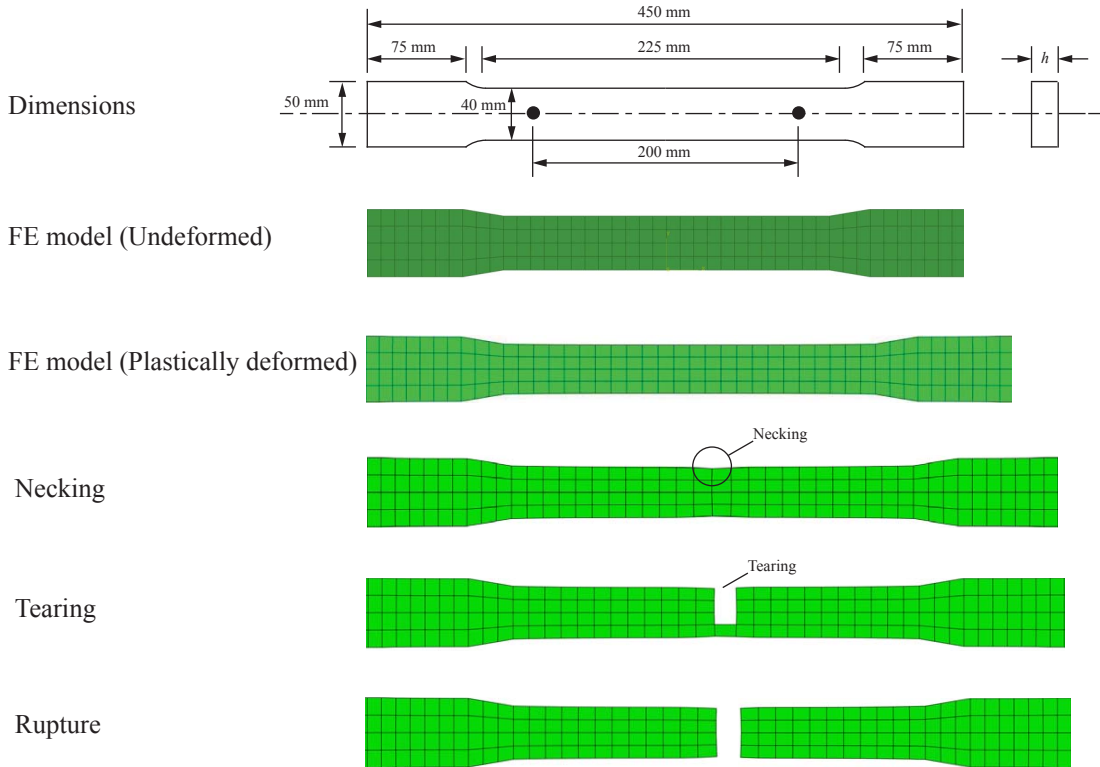 450 mm
75 mm
225 mm
75 mm
h
Dimensions
50 mm
40 mm
200 mm
FE model (Undeformed)
FE model (Plastically deformed)
Necking
Necking
Tearing
Tearing
Rupture